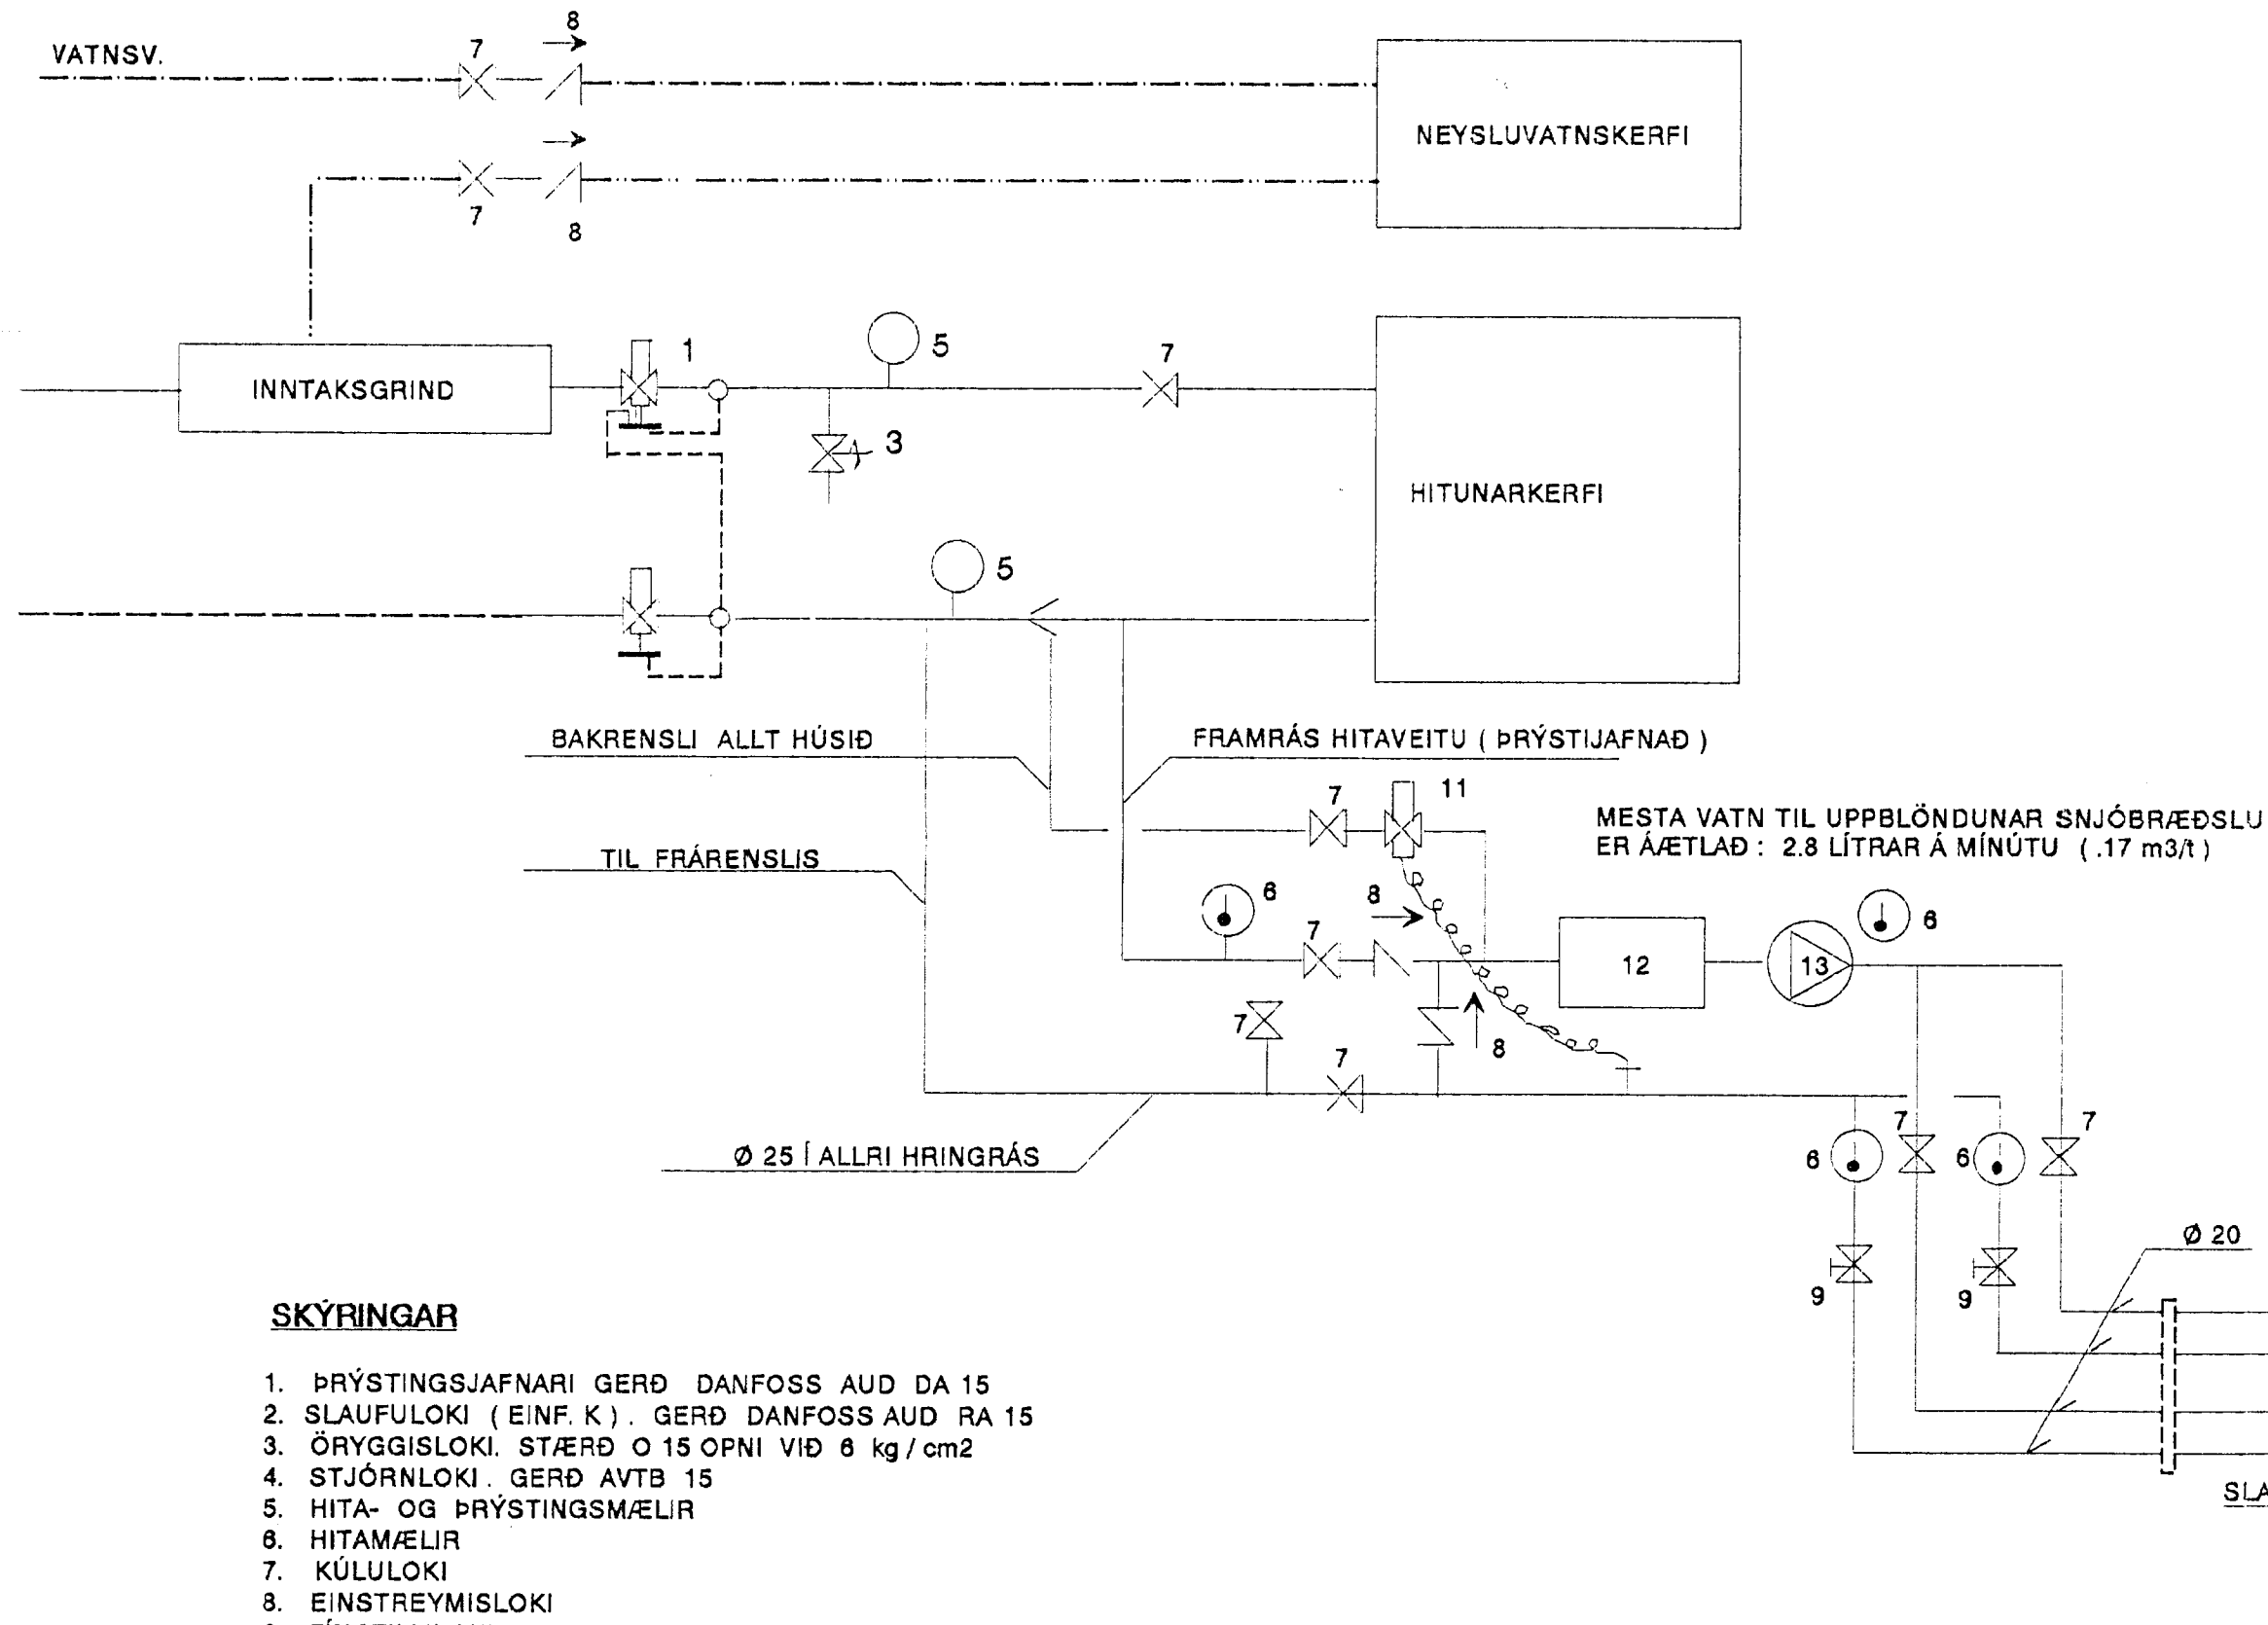 8
VATNSV.
7
NEYSLUVATNSKERFI
7
8
1
5
7
INNTAKSGRIND
3
HITUNARKERFI
5
BAKRENSLI ALLT HÚSIÐ
FRAMRÁS HITAVEITU ( ÞRÝSTIJAFNAÐ )
7
11
MESTA VATN TIL UPPBLÖNDUNAR SNJÓBRÆÐSLU
ER ÁÆTLAÐ : 2.8 LÍTRAR Á MÍNÚTU ( .17 m3/t )
TIL FRÁRENSLIS
6
8
7
6
12
13
7
8
7
7
7
6
6
Ø 25 Í ALLRI HRINGRÁS
Ø 20
9
9
SLA
SKÝRINGAR
1. ÞRÝSTINGSJAFNARI GERÐ DANFOSS AUD DA 15
2. SLAUFULOKI ( EINF. K ) . GERÐ DANFOSS AUD RA 15
3. ÖRYGGISLOKI. STÆRÐ O 15 OPNI VIÐ 6 kg / cm2
4. STJÓRNLOKI . GERÐ AVTB 15
5. HITA- OG ÞRÝSTINGSMÆLIR
6. HITAMÆLIR
7. KÚLULOKI
8. EINSTREYMISLOKI